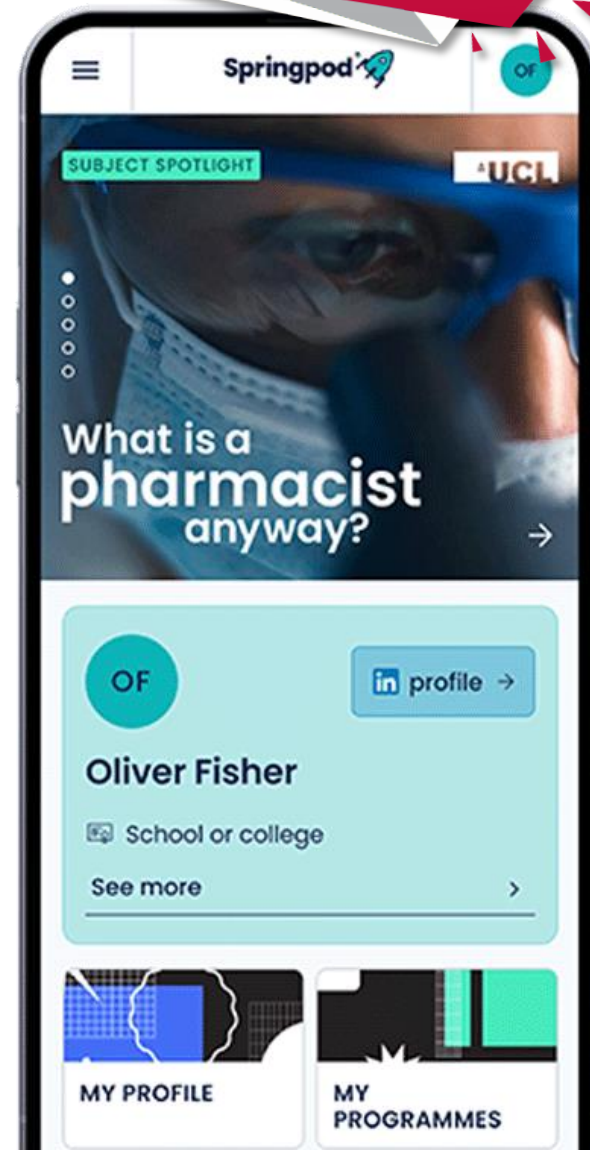 Springpod
OF
SUBJECT SPOTLIGHT
UCL
What is a
pharmacist
anyway?
OF
in profile
Oliver Fisher
School or college
See more
MY PROFILE
MY
PROGRAMMES